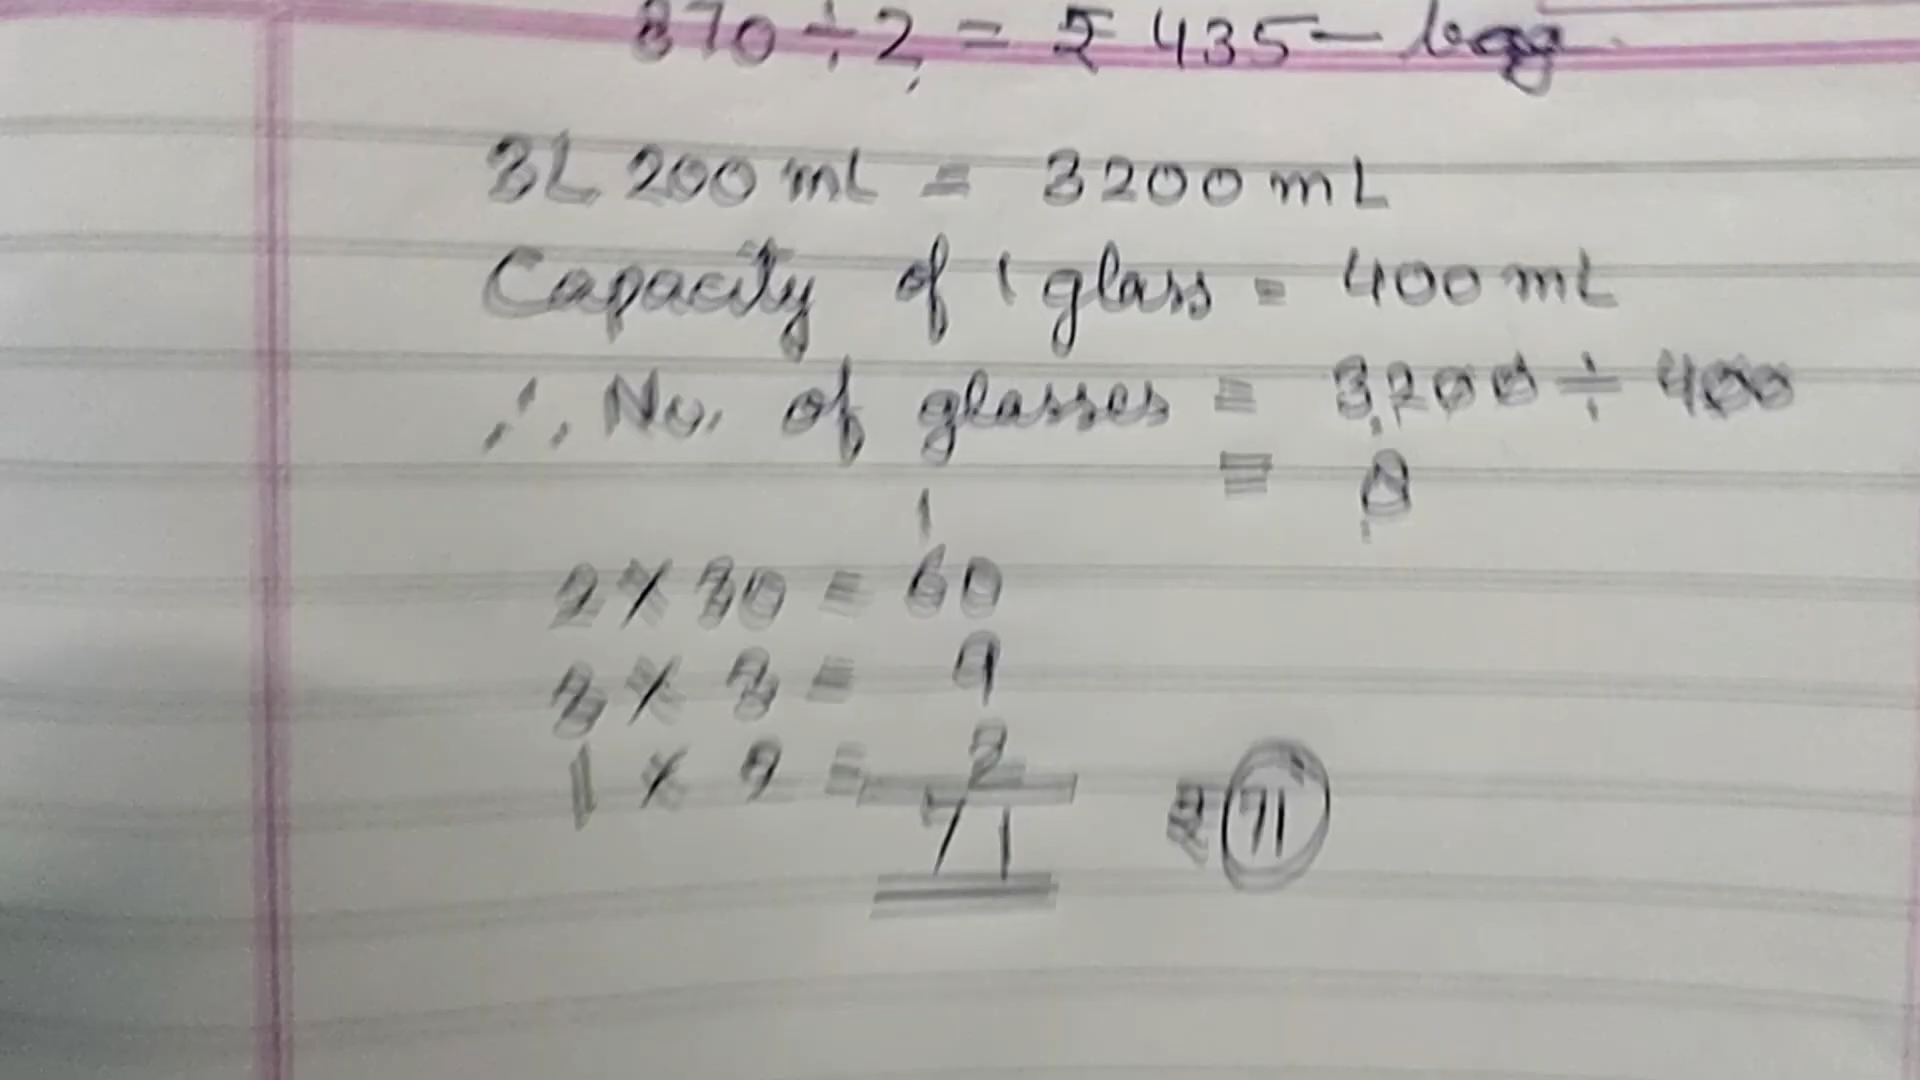 870 ÷ 2 = ₹ 435 - bag
3L 200 mL = 3200 mL
Capacity of 1 glass = 400 mL
∴ No. of glasses = 3200 ÷ 400
= 8
1
2 × 30 = 60
3 × 3 = 9
1 × 2 = 2
71 ₹ 71